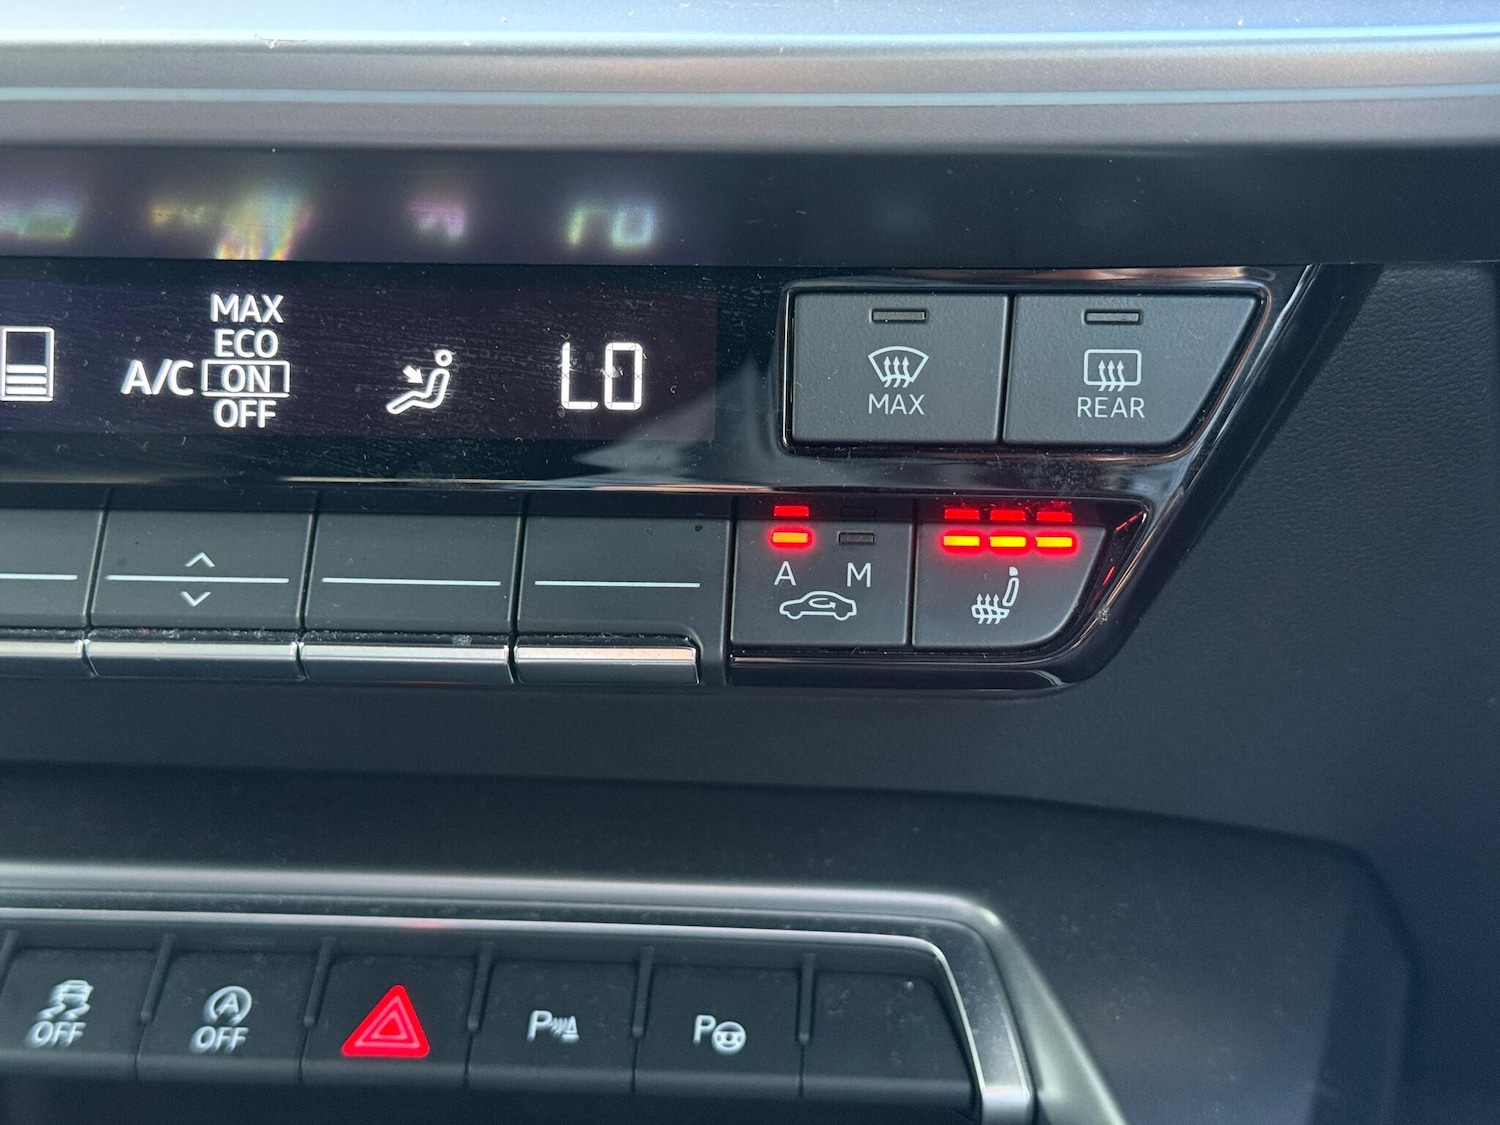 MAX
ECO
A/C ON
OFF
LO
MAX
REAR
A M
OFF
A
OFF
P
P